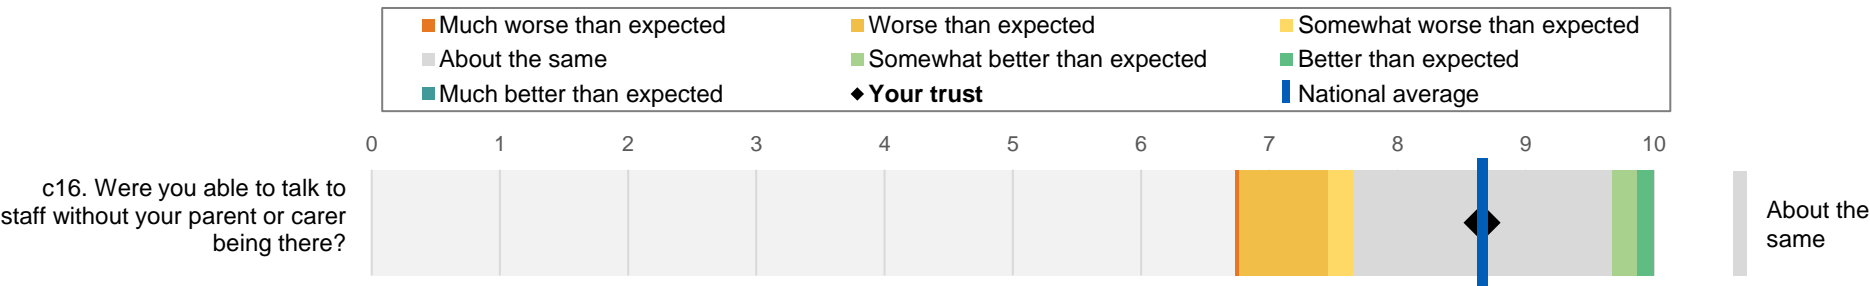 Much worse than expected
Worse than expected
Somewhat worse than expected
About the same
Somewhat better than expected
Better than expected
Much better than expected
Your trust
National average
0 1 2 3 4 5 6 7 8 9 10
c16. Were you able to talk to
staff without your parent or carer
being there?
About the
same